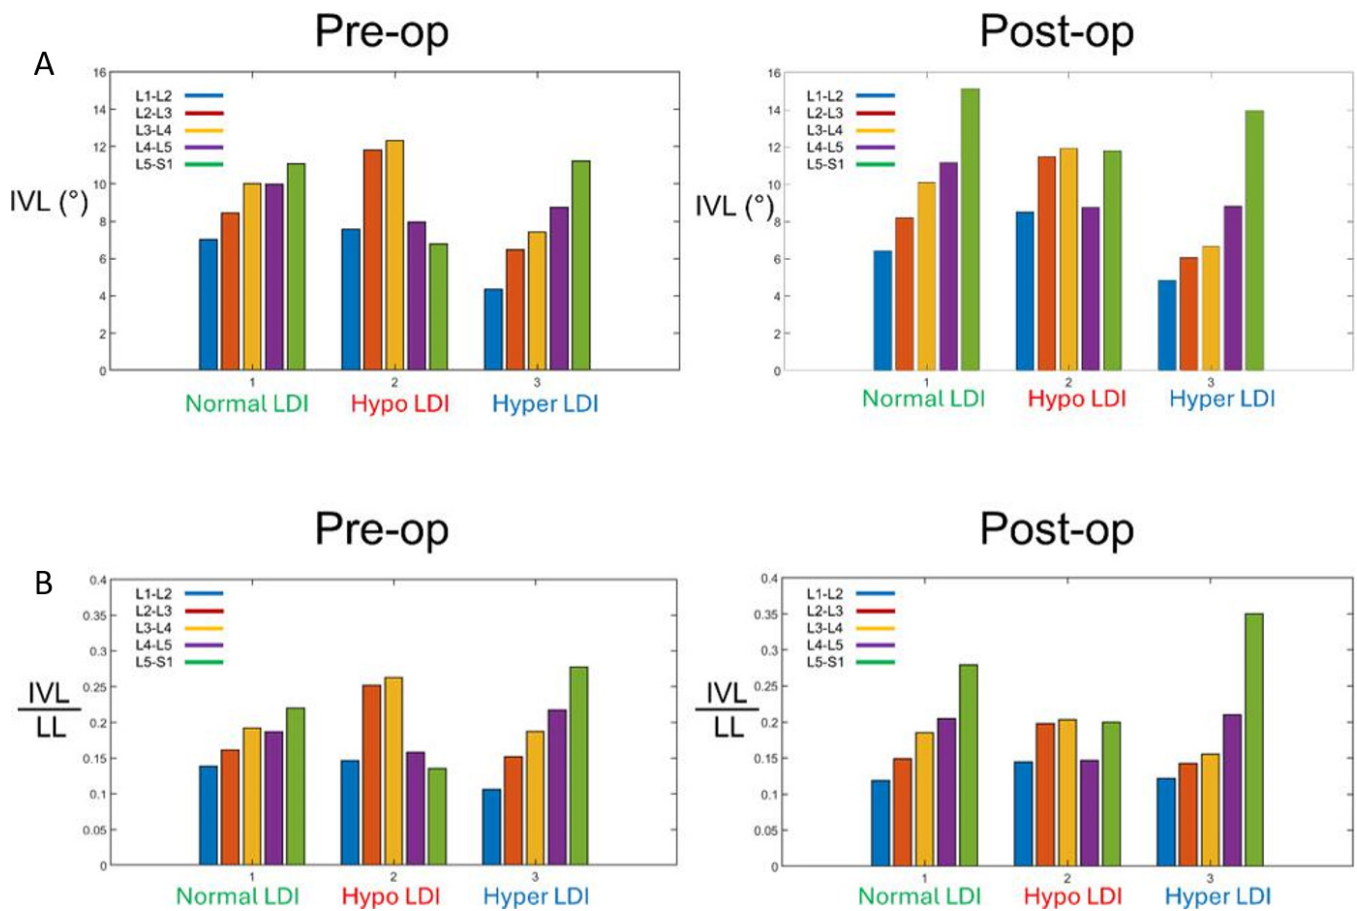 Pre-op
Post-op
A
16
14
12
10
8
6
4
2
0
IVL (°)
L1-L2
L2-L3
L3-L4
L4-L5
L5-S1
1
2
3
Normal LDI
Hypo LDI
Hyper LDI
16
14
12
10
8
6
4
2
0
IVL (°)
L1-L2
L2-L3
L3-L4
L4-L5
L5-S1
1
2
3
Normal LDI
Hypo LDI
Hyper LDI
Pre-op
Post-op
B
0.4
0.35
0.3
0.25
0.2
0.15
0.1
0.05
0
IVL
LL
L1-L2
L2-L3
L3-L4
L4-L5
L5-S1
1
2
3
Normal LDI
Hypo LDI
Hyper LDI
0.4
0.35
0.3
0.25
0.2
0.15
0.1
0.05
0
IVL
LL
L1-L2
L2-L3
L3-L4
L4-L5
L5-S1
1
2
3
Normal LDI
Hypo LDI
Hyper LDI